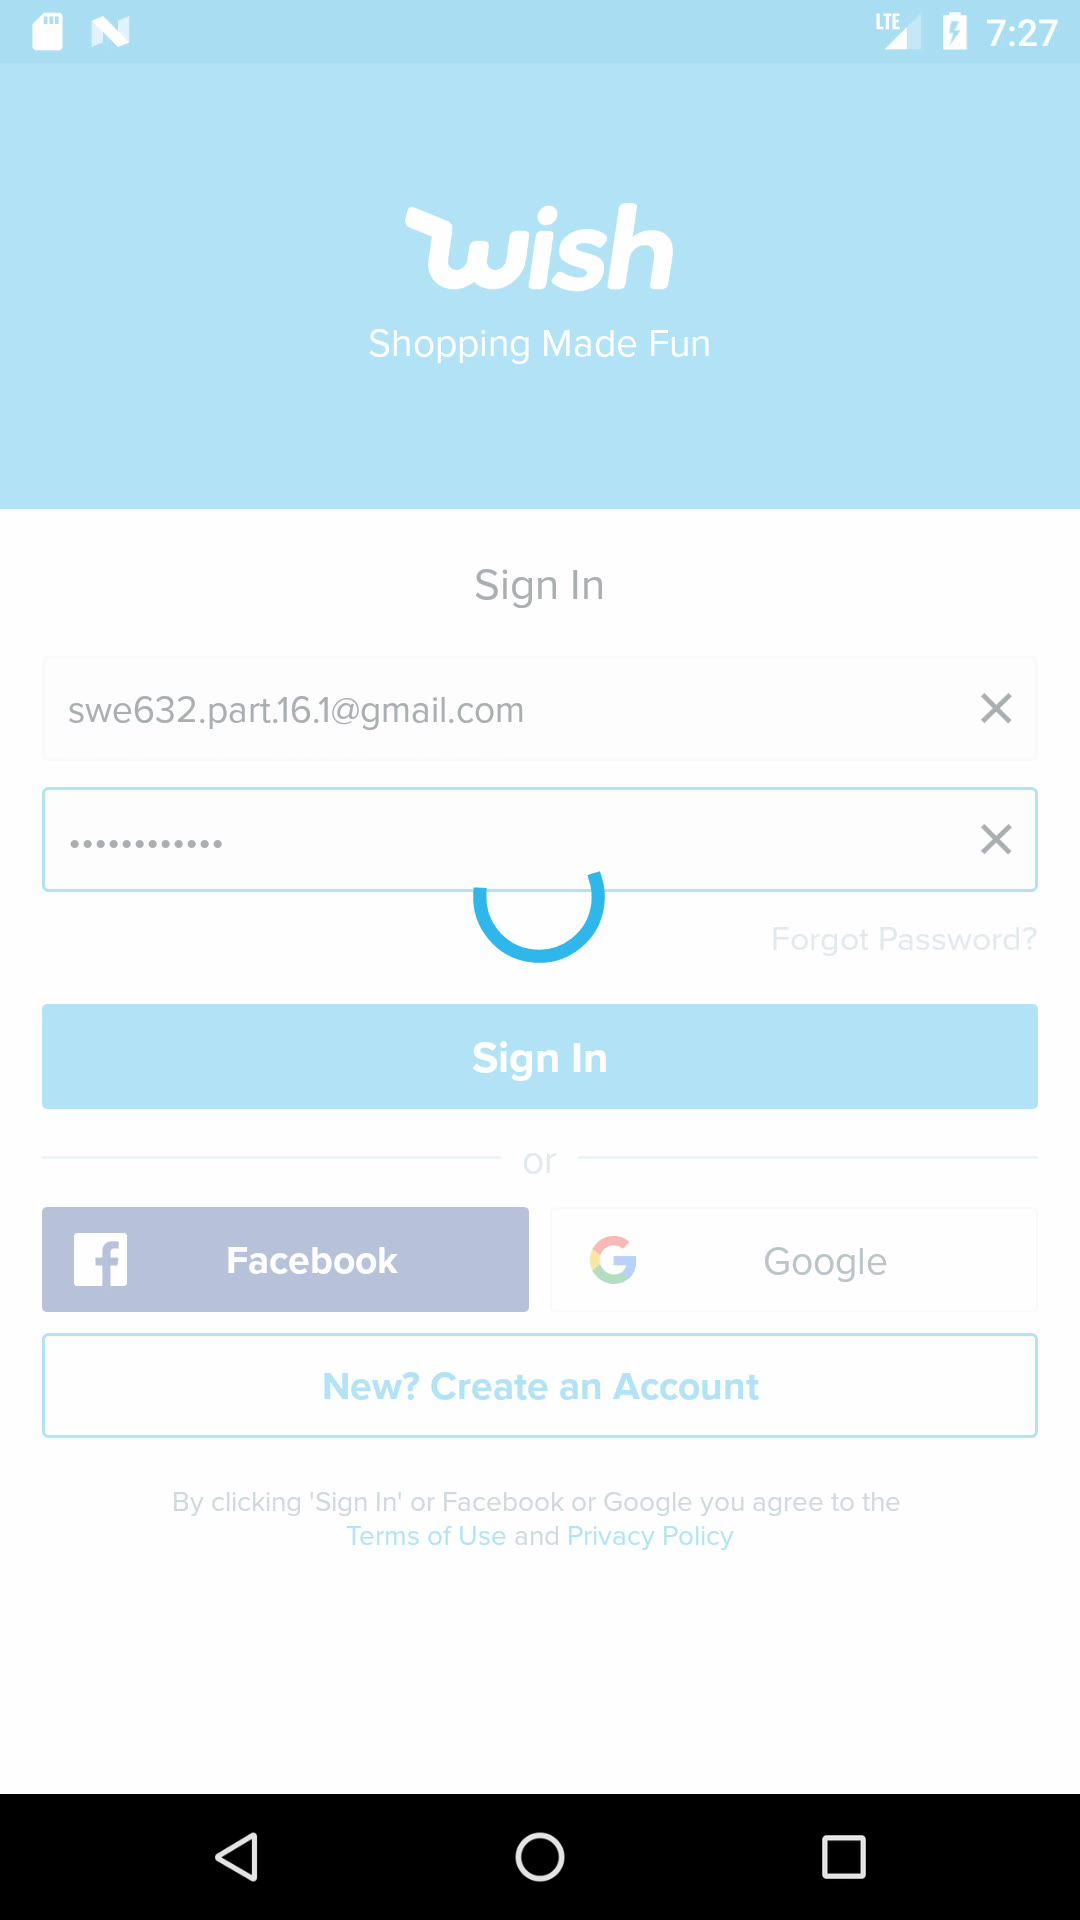 LTE 7:27
wish
Shopping Made Fun
Sign In
swe632.part.16.1@gmail.com
••••••••••••
Forgot Password?
Sign In
or
Facebook
Google
New? Create an Account
By clicking 'Sign In' or Facebook or Google you agree to the
Terms of Use and Privacy Policy